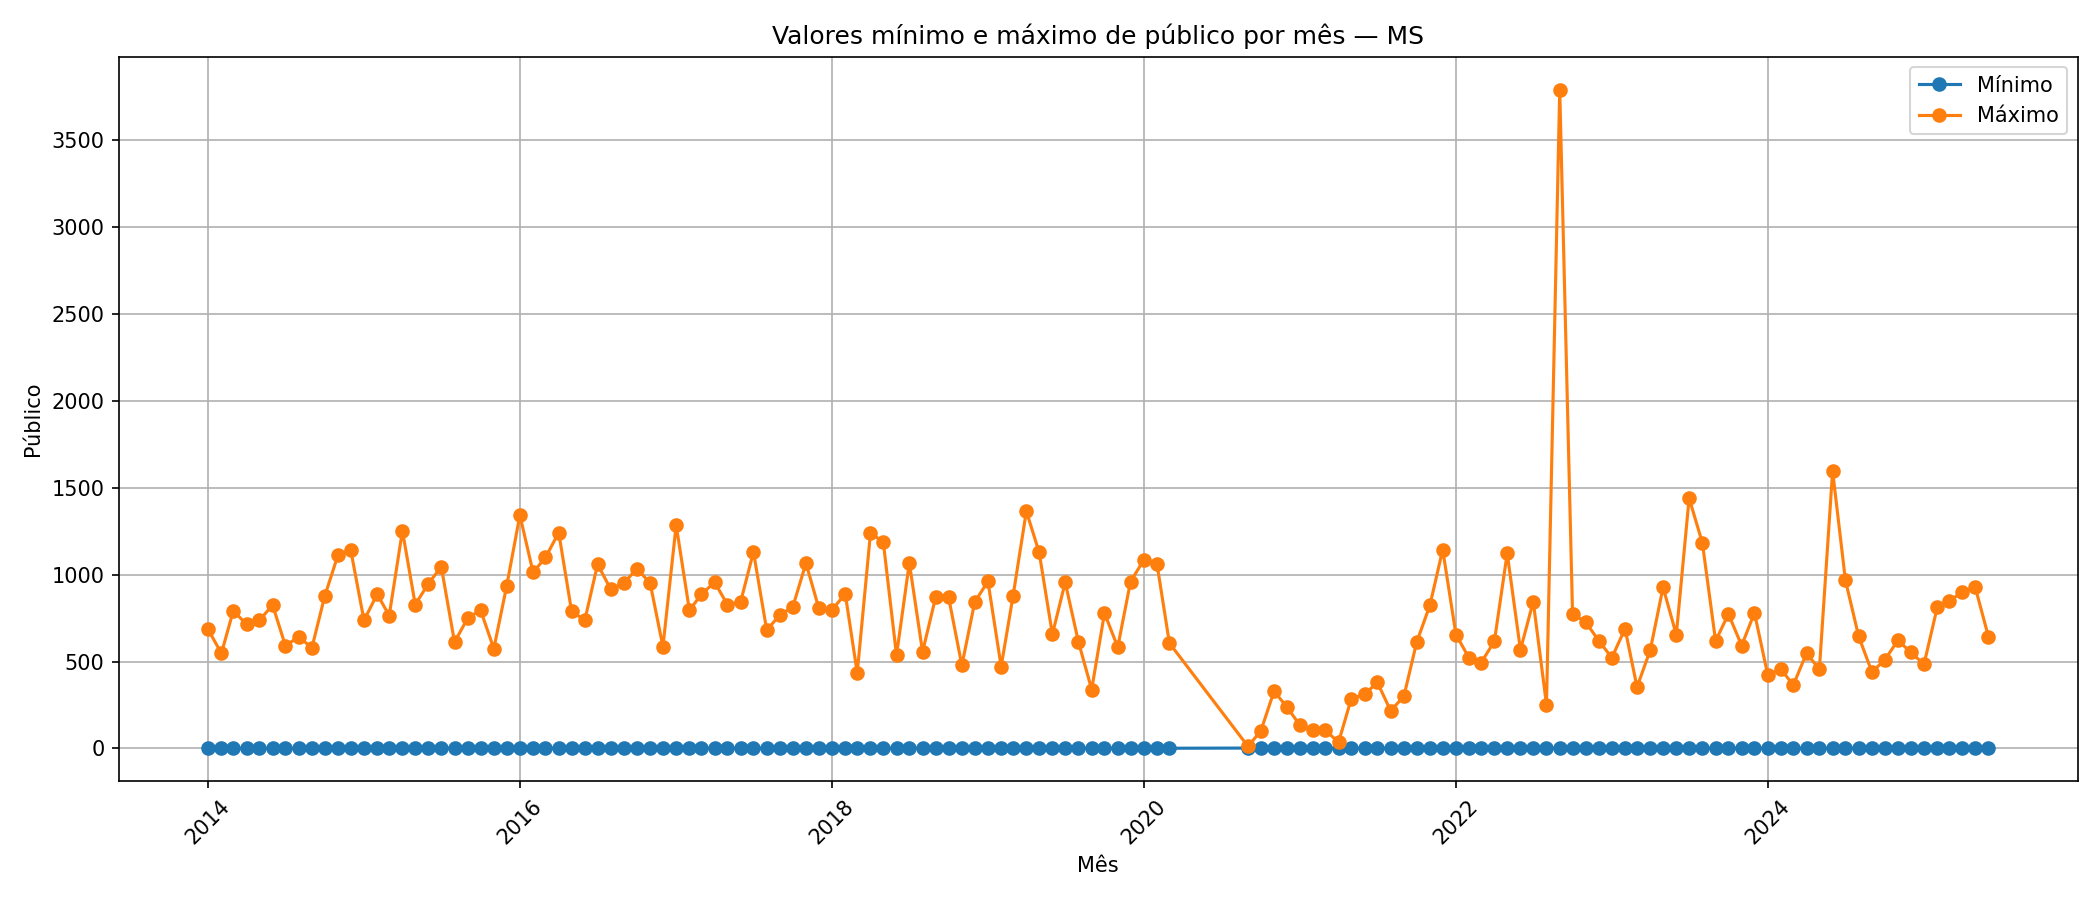 Valores mínimo e máximo de público por mês — MS
Mínimo
Máximo
Público
3500
3000
2500
2000
1500
1000
500
0
2014
2016
2018
2020
2022
2024
Mês